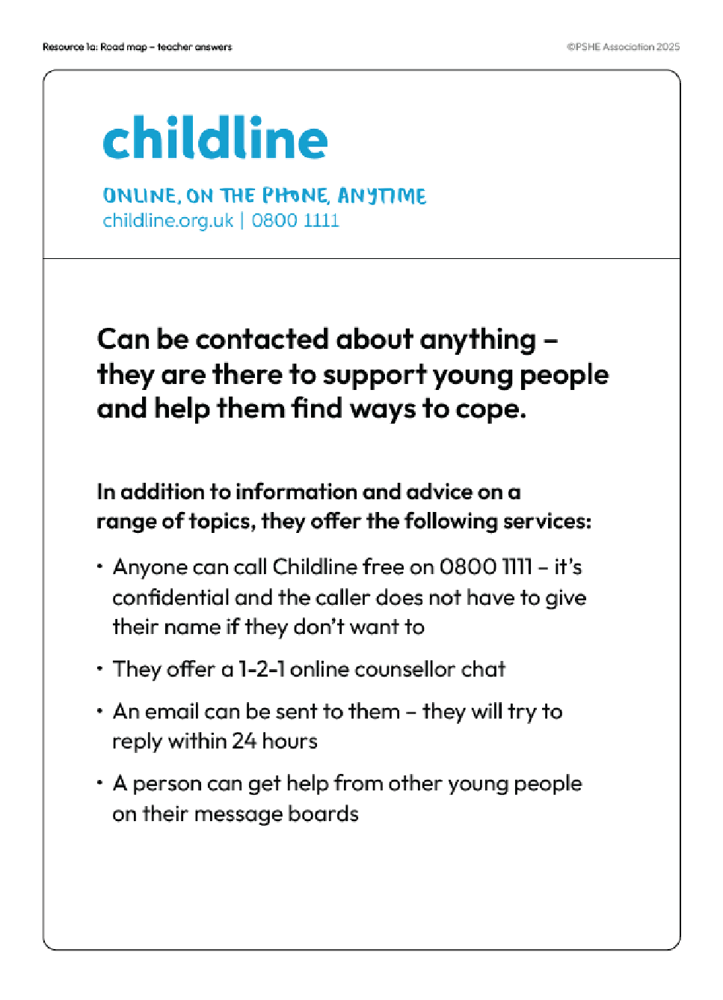 Resource 1a: Road map – teacher answers
©PSHE Association 2025
childline
ONLINE, ON THE PHONE, ANYTIME
childline.org.uk | 0800 1111
Can be contacted about anything –
they are there to support young people
and help them find ways to cope.
In addition to information and advice on a
range of topics, they offer the following services:
• Anyone can call Childline free on 0800 1111 – it’s
confidential and the caller does not have to give
their name if they don’t want to
• They offer a 1-2-1 online counsellor chat
• An email can be sent to them – they will try to
reply within 24 hours
• A person can get help from other young people
on their message boards